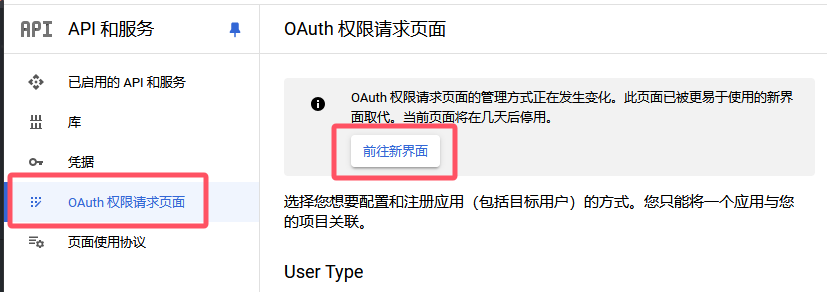 API API 和服务
OAuth 权限请求页面
已启用的 API 和服务
库
凭据
OAuth 权限请求页面
页面使用协议
OAuth 权限请求页面的管理方式正在发生变化。此页面已被更易于使用的新界
面取代。当前页面将在几天后停用。
前往新界面
选择您想要配置和注册应用（包括目标用户）的方式。您只能将一个应用与您
的项目关联。
User Type